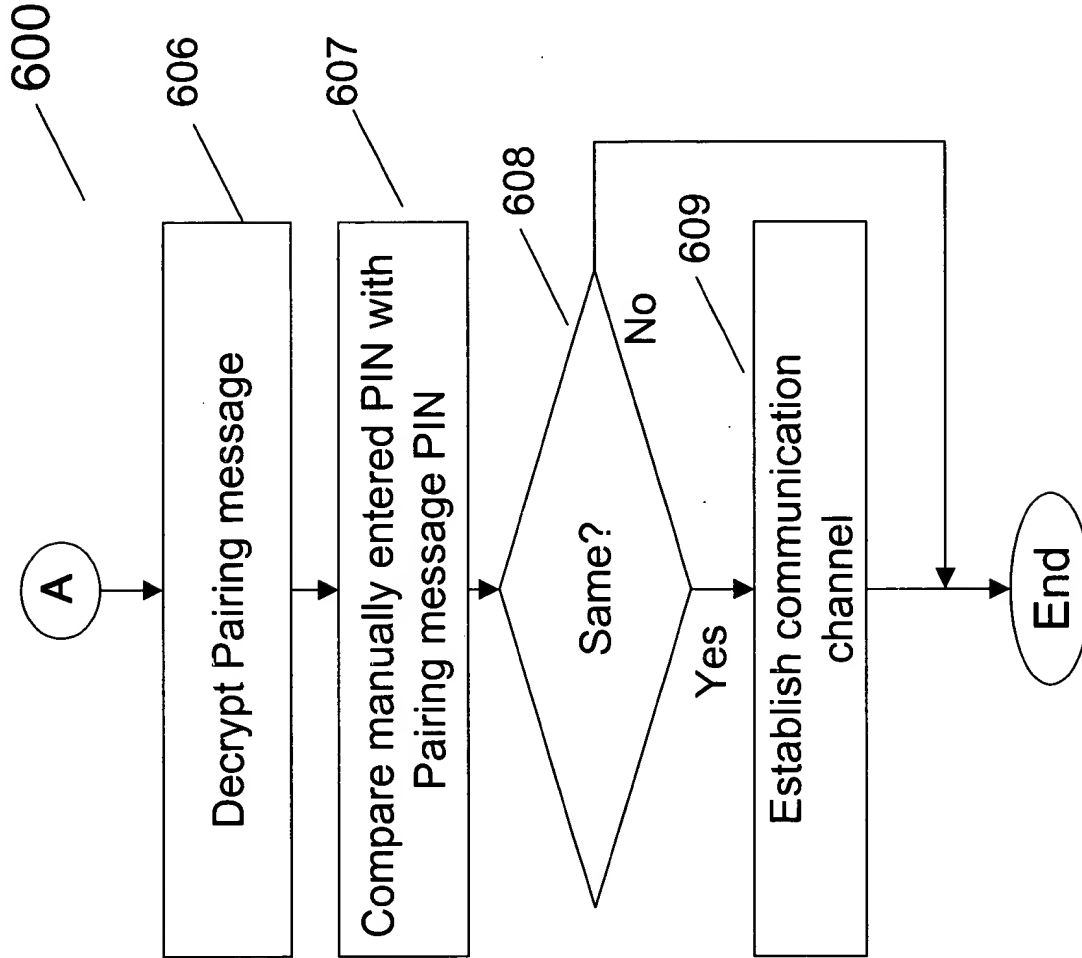 600
A
606
Decrypt Pairing message
607
Compare manually entered PIN with
Pairing message PIN
608
Same?
No
Yes
609
Establish communication
channel
End